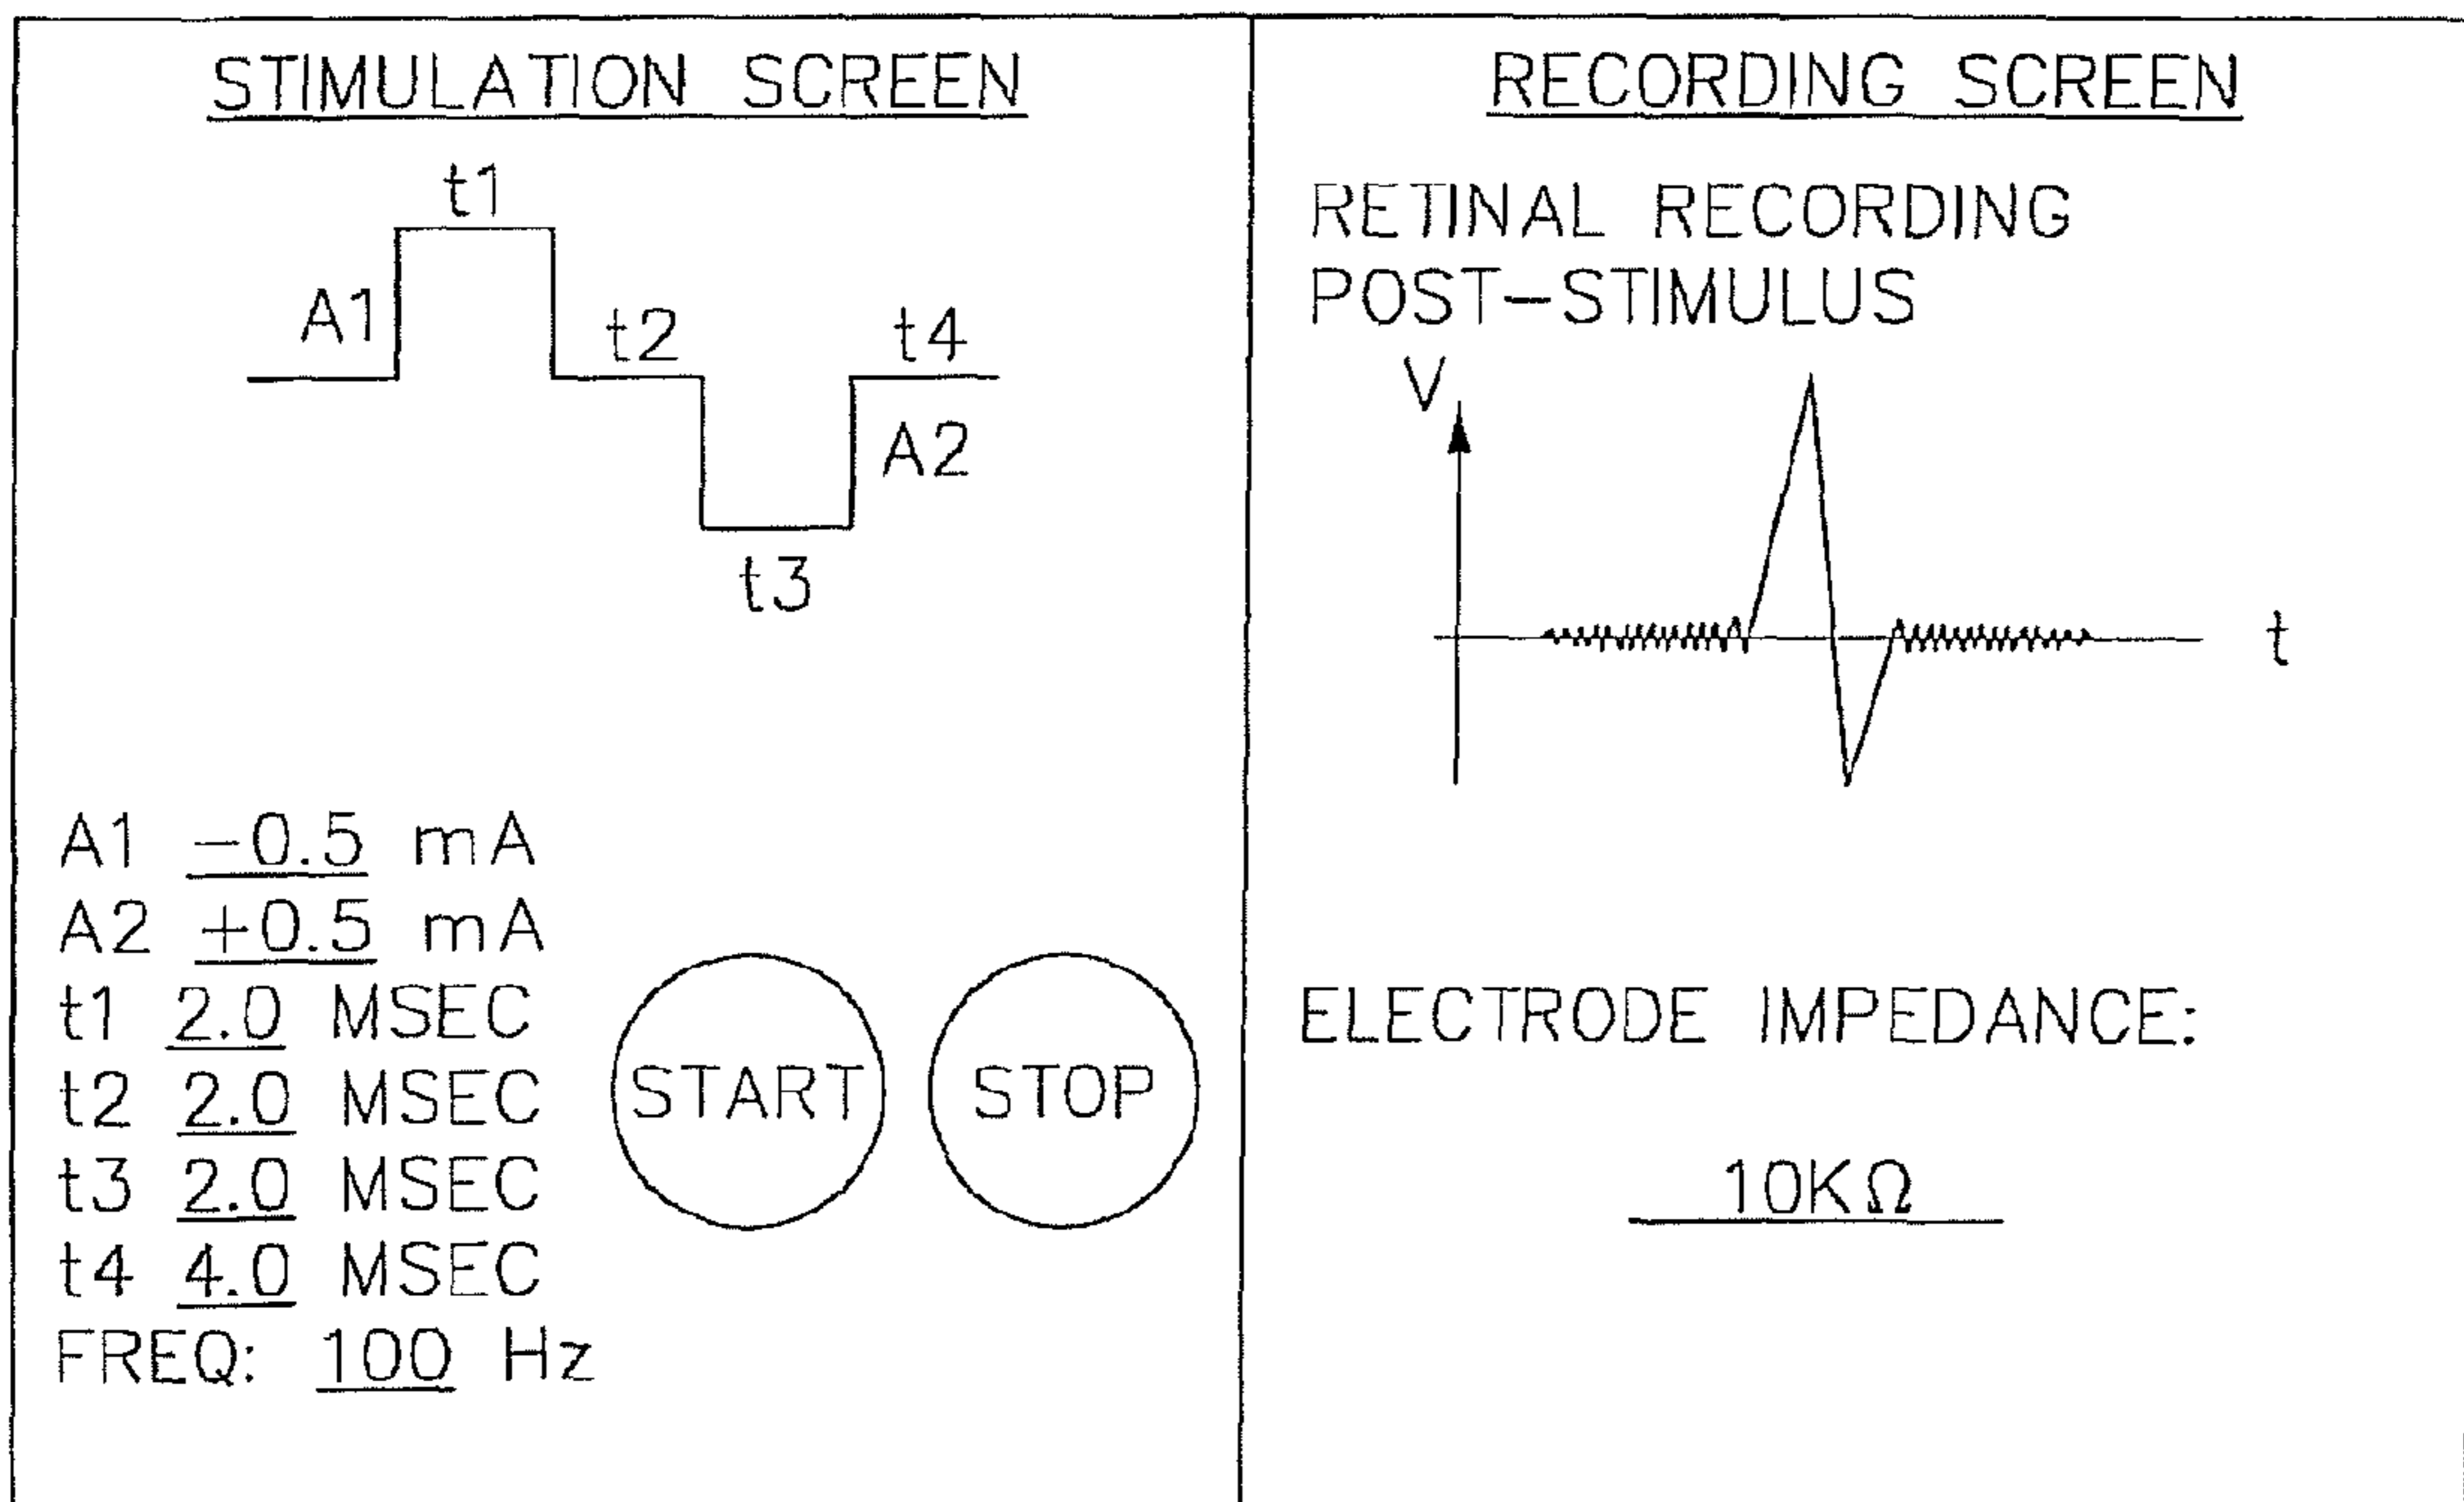 STIMULATION SCREEN
t1
A1
t2
t4
A2
t3
A1 -0.5 mA
A2 +0.5 mA
t1 2.0 MSEC
t2 2.0 MSEC
t3 2.0 MSEC
t4 4.0 MSEC
FREQ: 100 Hz
START
STOP
RECORDING SCREEN
RETINAL RECORDING
POST-STIMULUS
V
t
ELECTRODE IMPEDANCE:
10KΩ